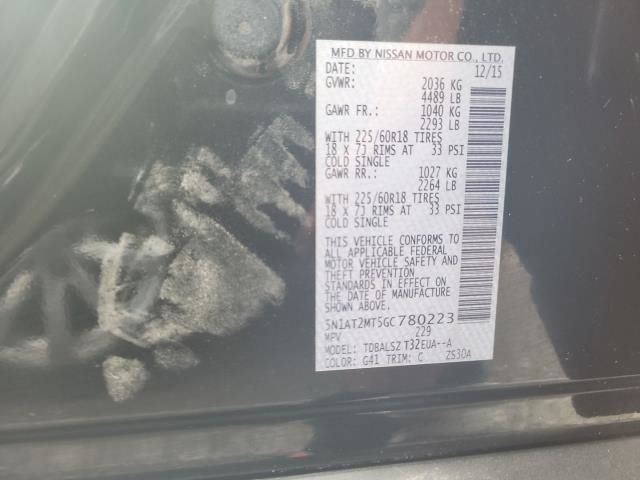 MFD BY NISSAN MOTOR CO., LTD.
DATE: 12/15
GVWR: 2036 KG
4489 LB
GAWR FR.: 1040 KG
2293 LB
WITH 225/60R18 TIRES
18 X 7J RIMS AT 33 PSI
COLD SINGLE
GAWR RR.: 1027 KG
2264 LB
WITH 225/60R18 TIRES
18 X 7J RIMS AT 33 PSI
COLD SINGLE
THIS VEHICLE CONFORMS TO
ALL APPLICABLE FEDERAL
MOTOR VEHICLE SAFETY AND
THEFT PREVENTION
STANDARDS IN EFFECT ON
THE DATE OF MANUFACTURE
SHOWN ABOVE.
5N1AT2MT5GC780223
MPV 229
MODEL: TDBALSZ T32EUA--A
COLOR: G41 TRIM: C ZS30A